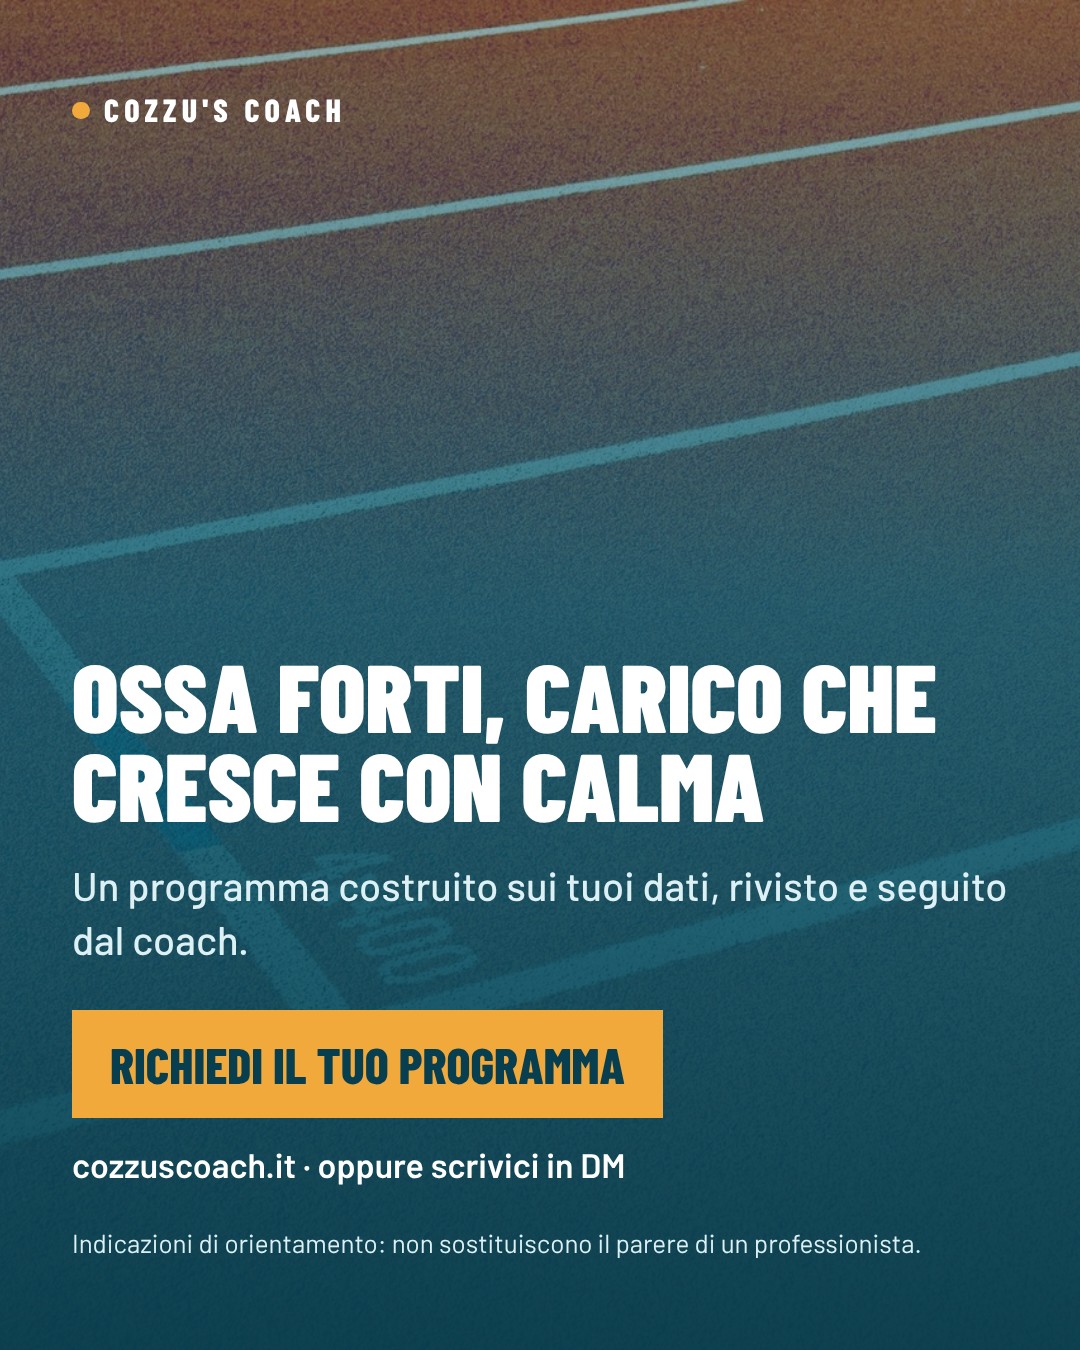 COZZU'S COACH
OSSA FORTI, CARICO CHE
CRESCE CON CALMA
Un programma costruito sui tuoi dati, rivisto e seguito
dal coach.
RICHIEDI IL TUO PROGRAMMA
cozzuscoach.it · oppure scrivici in DM
Indicazioni di orientamento: non sostituiscono il parere di un professionista.